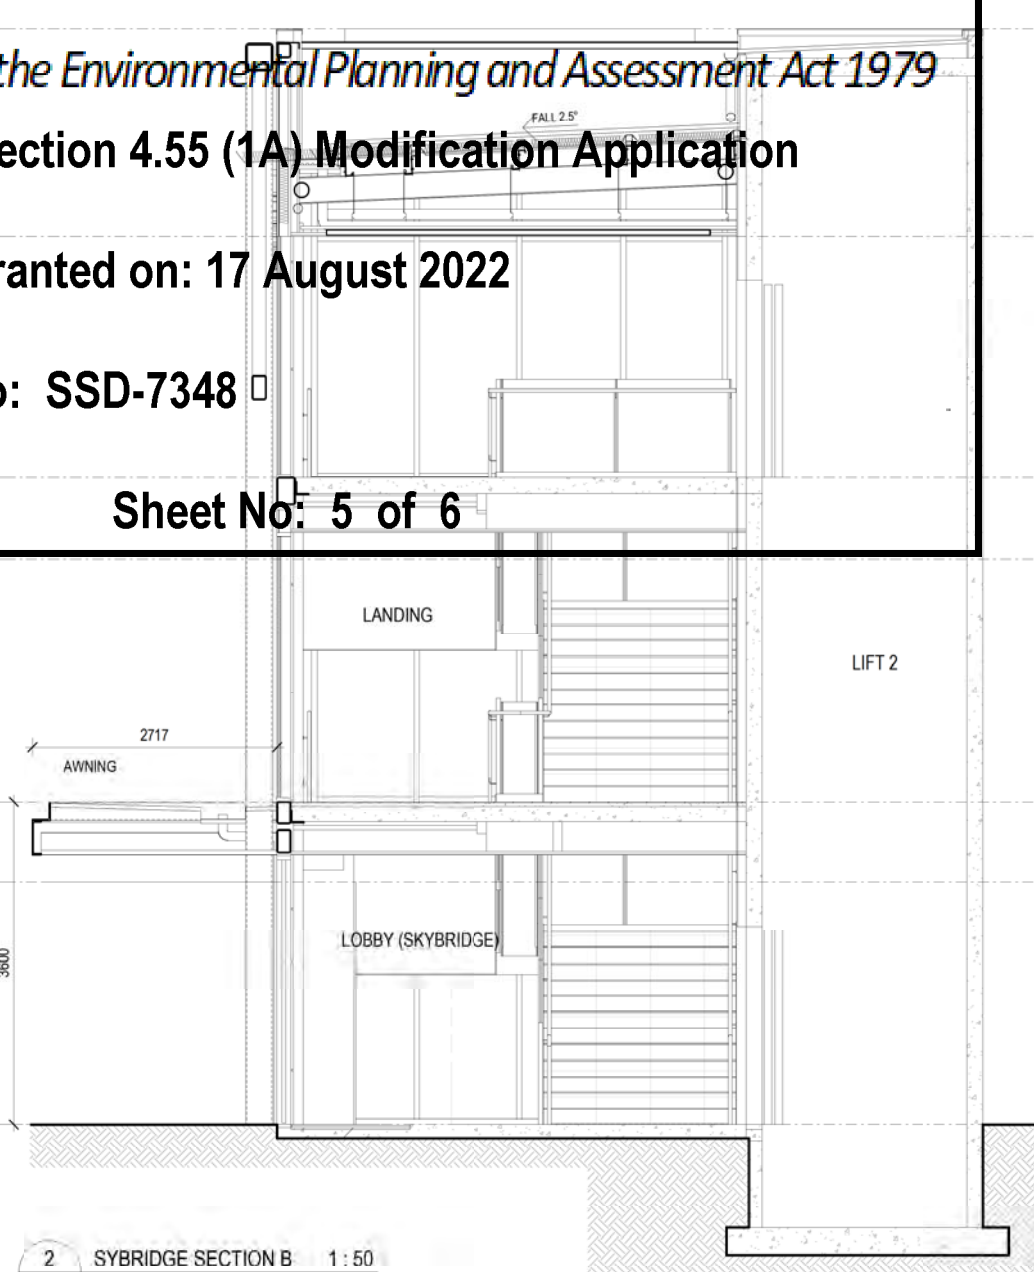 the Environmental Planning and Assessment Act 1979
FALL 2.5°
ection 4.55 (1A) Modification Application
ranted on: 17 August 2022
o: SSD-7348
Sheet No: 5 of 6
LANDING
LIFT 2
2717
AWNING
LOBBY (SKYBRIDGE)
3600
2 SYBRIDGE SECTION B 1 : 50